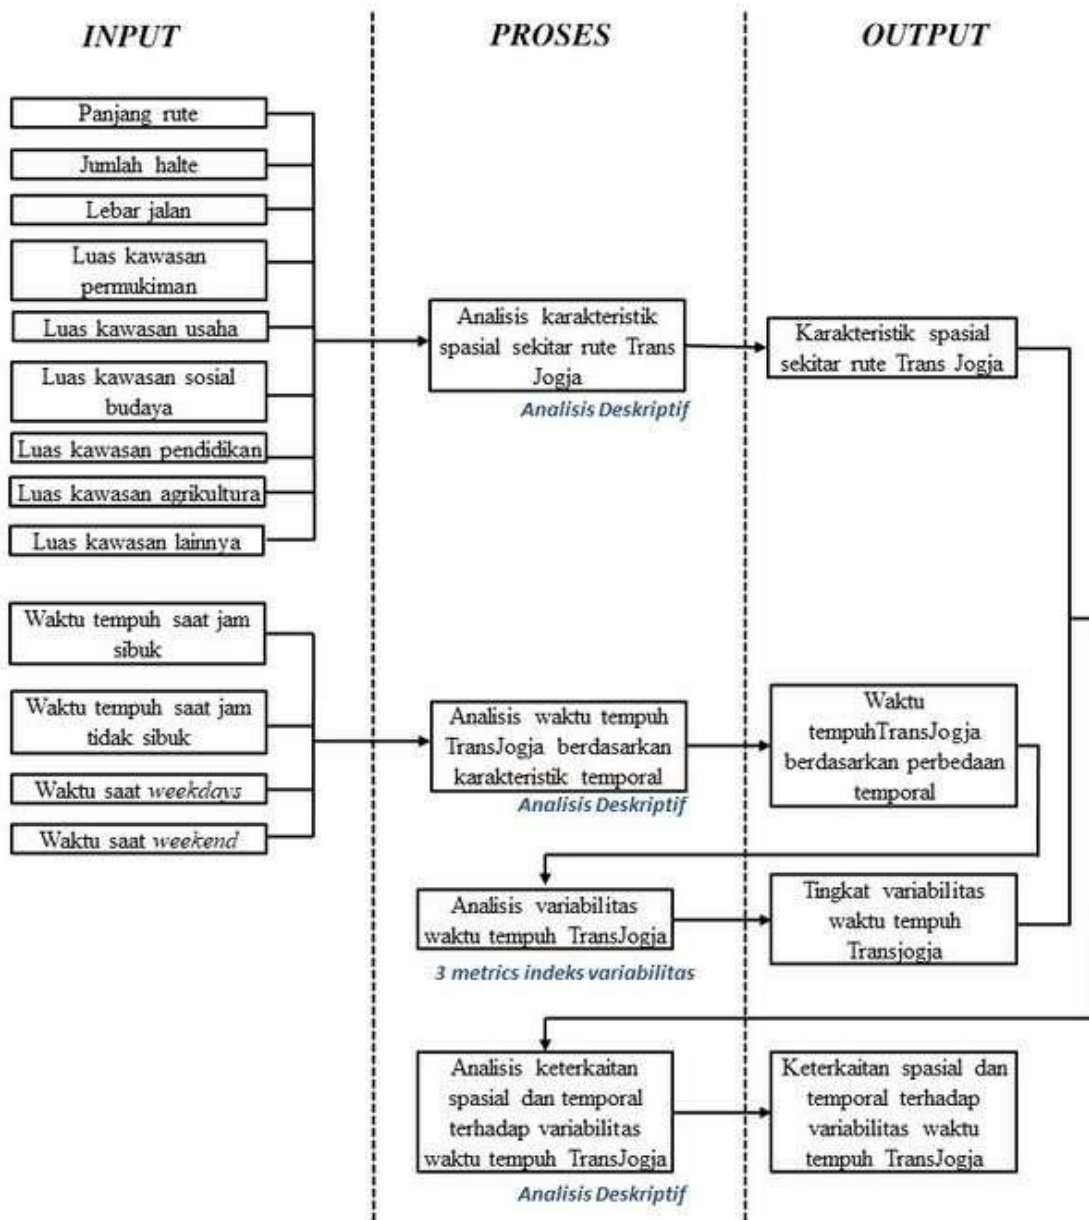 INPUT
PROSES
OUTPUT
Panjang rute
Jumlah halte
Lebar jalan
Luas kawasan
permukiman
Luas kawasan usaha
Luas kawasan sosial
budaya
Luas kawasan pendidikan
Luas kawasan agrikultura
Luas kawasan lainnya
Analisis karakteristik
spasial sekitar rute Trans
Jogja
Analisis Deskriptif
Karakteristik spasial
sekitar rute Trans Jogja
Waktu tempuh saat jam
sibuk
Waktu tempuh saat jam
tidak sibuk
Waktu saat weekdays
Waktu saat weekend
Analisis waktu tempuh
TransJogja berdasarkan
karakteristik temporal
Analisis Deskriptif
Waktu
tempuhTransJogja
berdasarkan perbedaan
temporal
Analisis variabilitas
waktu tempuh TransJogja
3 metrics indeks variabilitas
Tingkat variabilitas
waktu tempuh
Transjogja
Analisis keterkaitan
spasial dan temporal
terhadap variabilitas
waktu tempuh TransJogja
Analisis Deskriptif
Keterkaitan spasial dan
temporal terhadap
variabilitas waktu
tempuh TransJogja